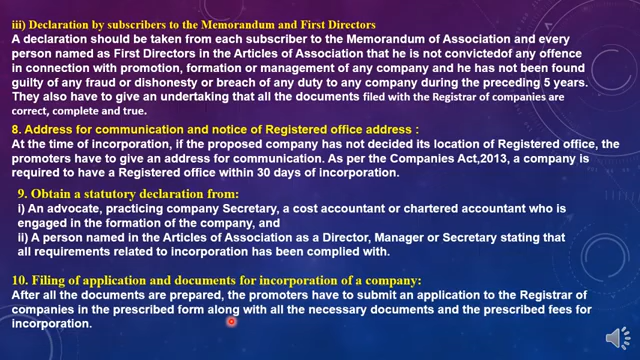 iii) Declaration by subscribers to the Memorandum and First Directors
A declaration should be taken from each subscriber to the Memorandum of Association and every
person named as First Directors in the Articles of Association that he is not convictedof any offence
in connection with promotion, formation or management of any company and he has not been found
guilty of any fraud or dishonesty or breach of any duty to any company during the preceding 5 years.
They also have to give an undertaking that all the documents filed with the Registrar of companies are
correct, complete and true.
8. Address for communication and notice of Registered office address :
At the time of incorporation, if the proposed company has not decided its location of Registered office, the
promoters have to give an address for communication. As per the Companies Act,2013, a company is
required to have a Registered office within 30 days of incorporation.
9. Obtain a statutory declaration from:
i) An advocate, practicing company Secretary, a cost accountant or chartered accountant who is
engaged in the formation of the company, and
ii) A person named in the Articles of Association as a Director, Manager or Secretary stating that
all requirements related to incorporation has been complied with.
10. Filing of application and documents for incorporation of a company:
After all the documents are prepared, the promoters have to submit an application to the Registrar of
companies in the prescribed form along with all the necessary documents and the prescribed fees for
incorporation.